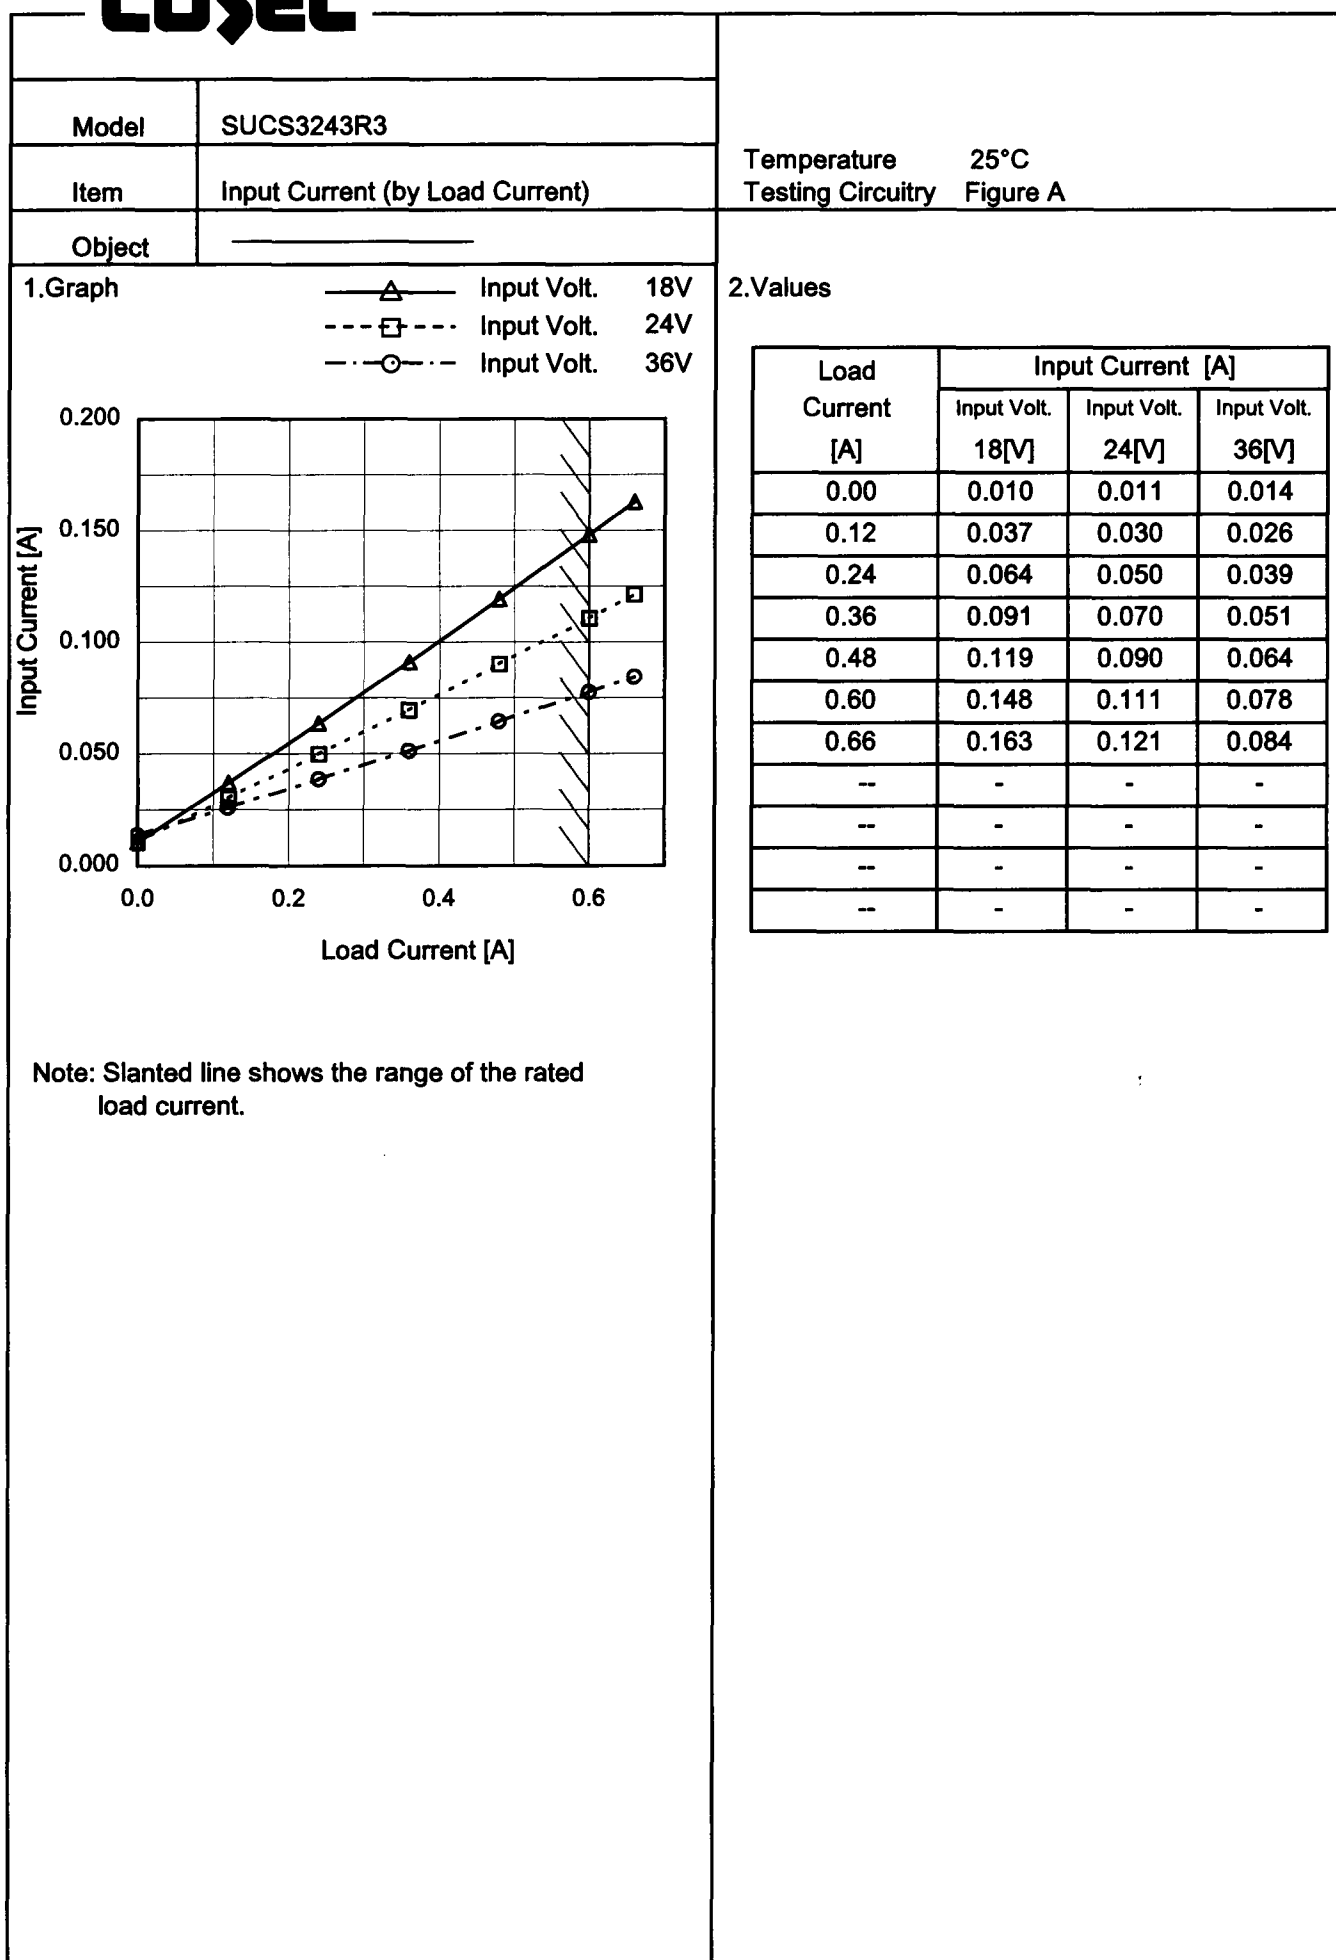 COSEL
Model SUCS3243R3
Item Input Current (by Load Current)
Object
Temperature 25°C
Testing Circuitry Figure A
1.Graph
Input Volt. 18V
Input Volt. 24V
Input Volt. 36V
0.200
0.150
0.100
0.050
0.000
Input Current [A]
0.0 0.2 0.4 0.6
Load Current [A]
Note: Slanted line shows the range of the rated
load current.
2.Values
Load Input Current [A]
Current Input Volt. Input Volt. Input Volt.
[A] 18[V] 24[V] 36[V]
0.00 0.010 0.011 0.014
0.12 0.037 0.030 0.026
0.24 0.064 0.050 0.039
0.36 0.091 0.070 0.051
0.48 0.119 0.090 0.064
0.60 0.148 0.111 0.078
0.66 0.163 0.121 0.084
-- - - -
-- - - -
-- - - -
-- - - -